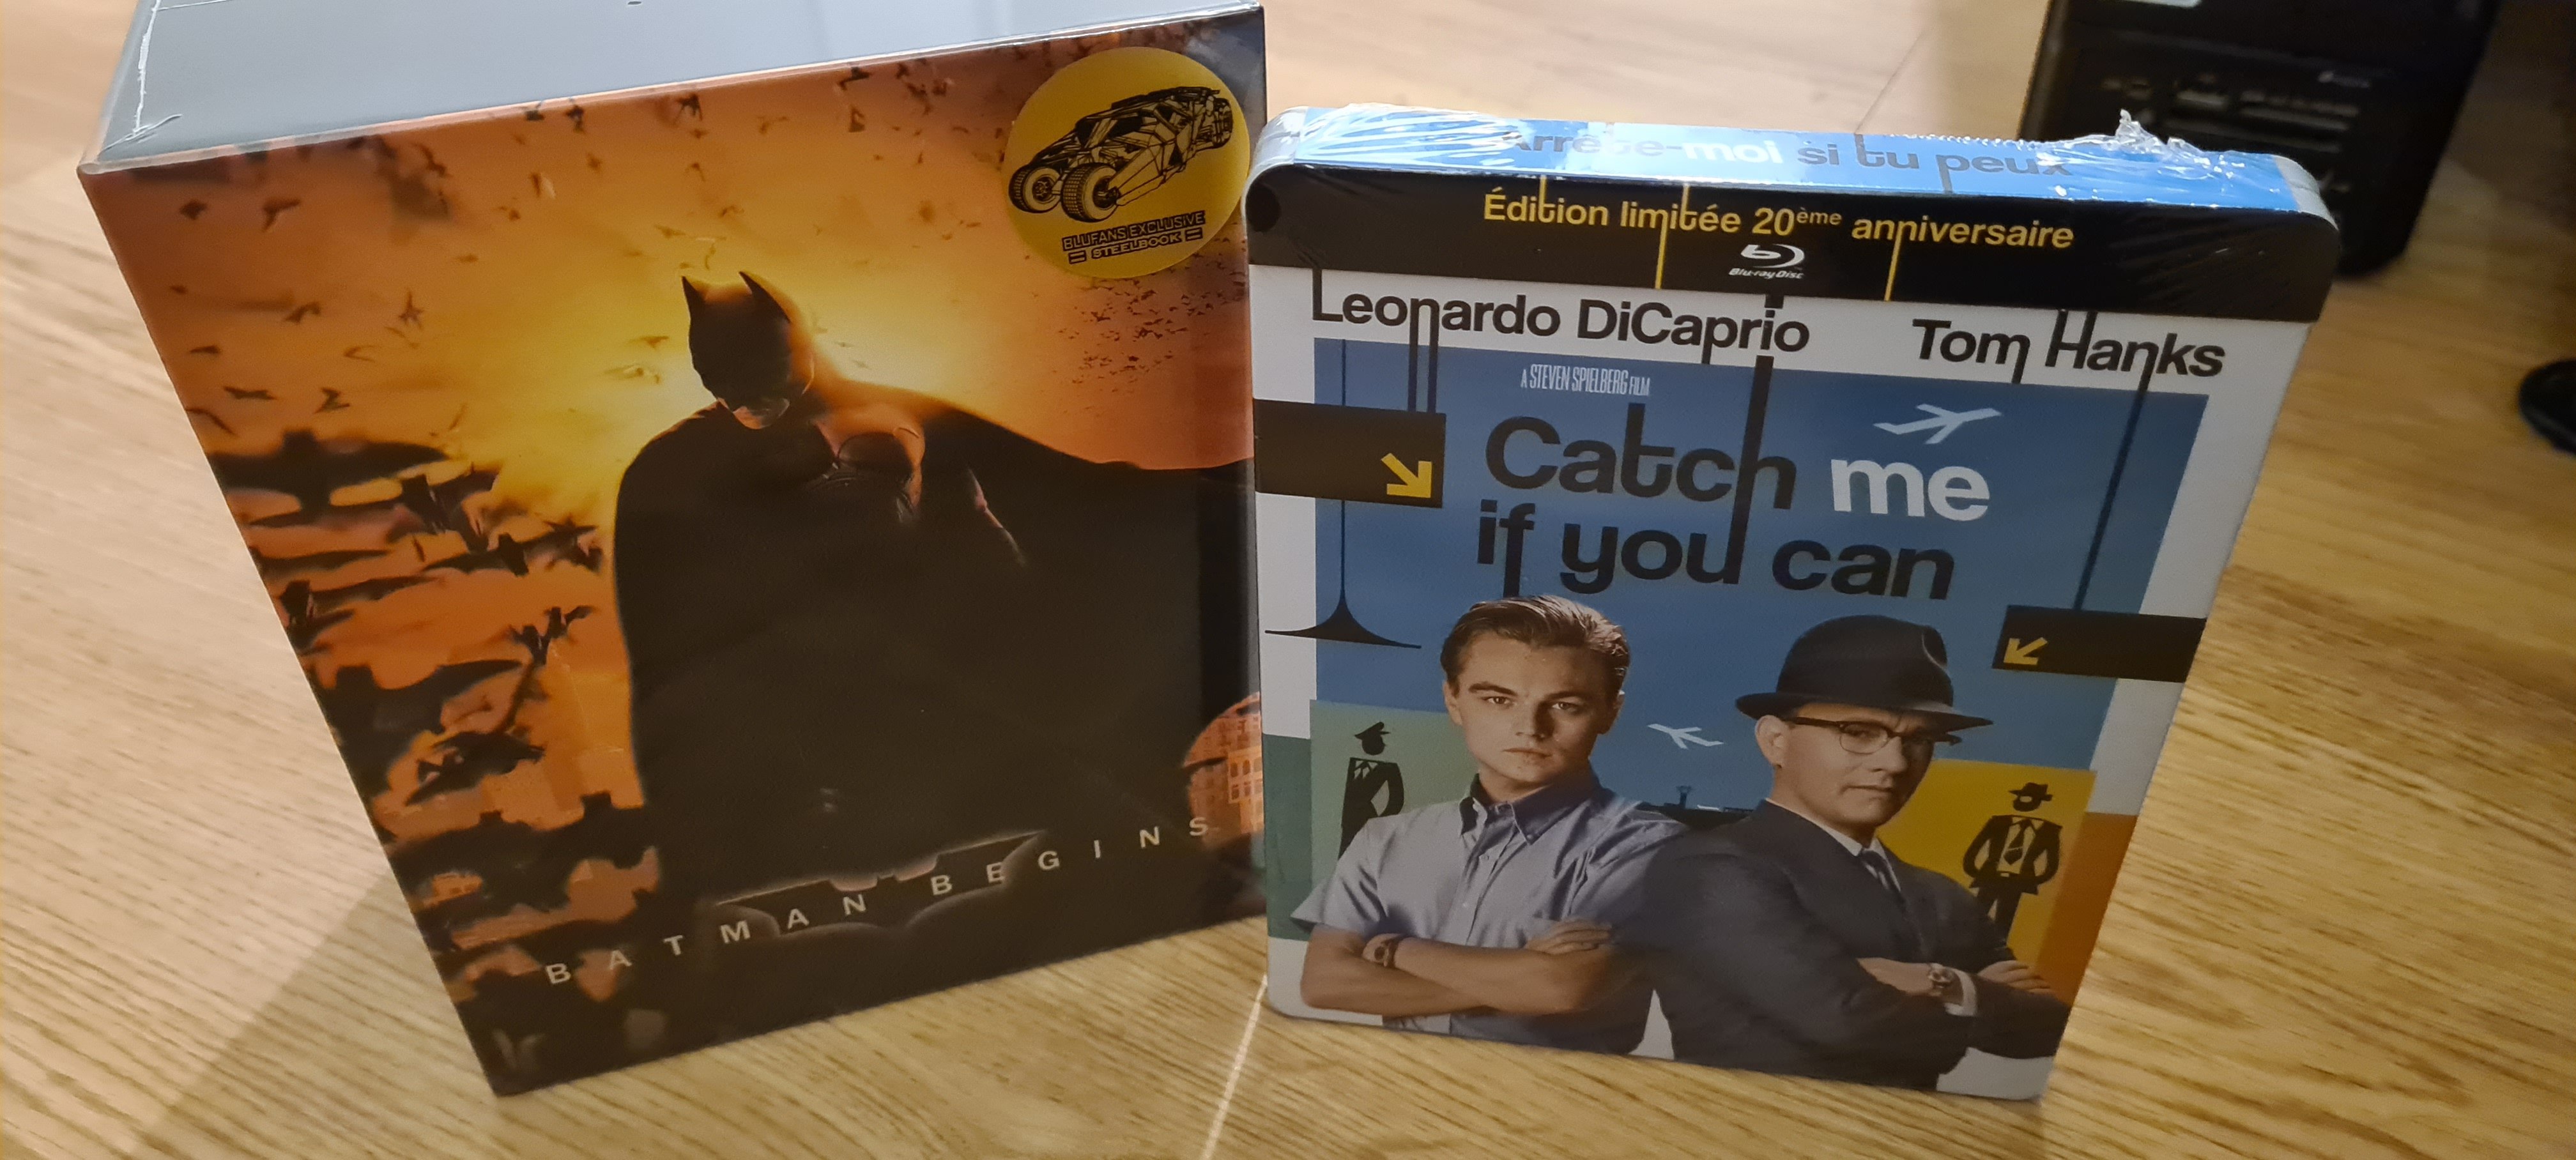 BLUFANS EXCLUSIVE
STEELBOOK
BATMAN BEGINS
Arrête-moi si tu peux
Édition limitée 20ème anniversaire
Blu-ray Disc
Leonardo DiCaprio Tom Hanks
A STEVEN SPIELBERG FILM
Catch me
if you can